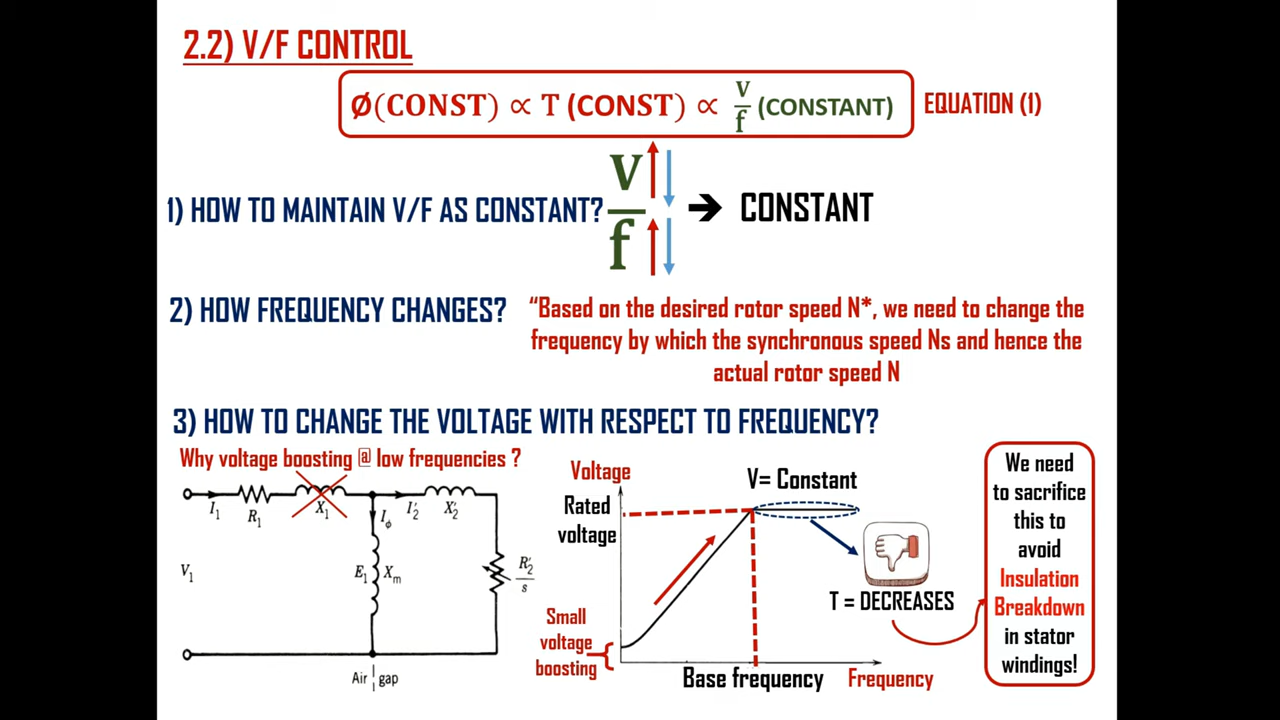 2.2) V/F CONTROL
Ø(CONST) ∝ T (CONST) ∝ V/f (CONSTANT)
EQUATION (1)
1) HOW TO MAINTAIN V/F AS CONSTANT?
V
f
➔ CONSTANT
2) HOW FREQUENCY CHANGES?
“Based on the desired rotor speed N*, we need to change the
frequency by which the synchronous speed Ns and hence the
actual rotor speed N
3) HOW TO CHANGE THE VOLTAGE WITH RESPECT TO FREQUENCY?
Why voltage boosting @ low frequencies ?
I1
R1
X1
Iϕ
I'2
X'2
V1
E1
Xm
R'2
s
Air gap
Voltage
Rated
voltage
V= Constant
Small
voltage
boosting
Base frequency
Frequency
T = DECREASES
We need
to sacrifice
this to
avoid
Insulation
Breakdown
in stator
windings!